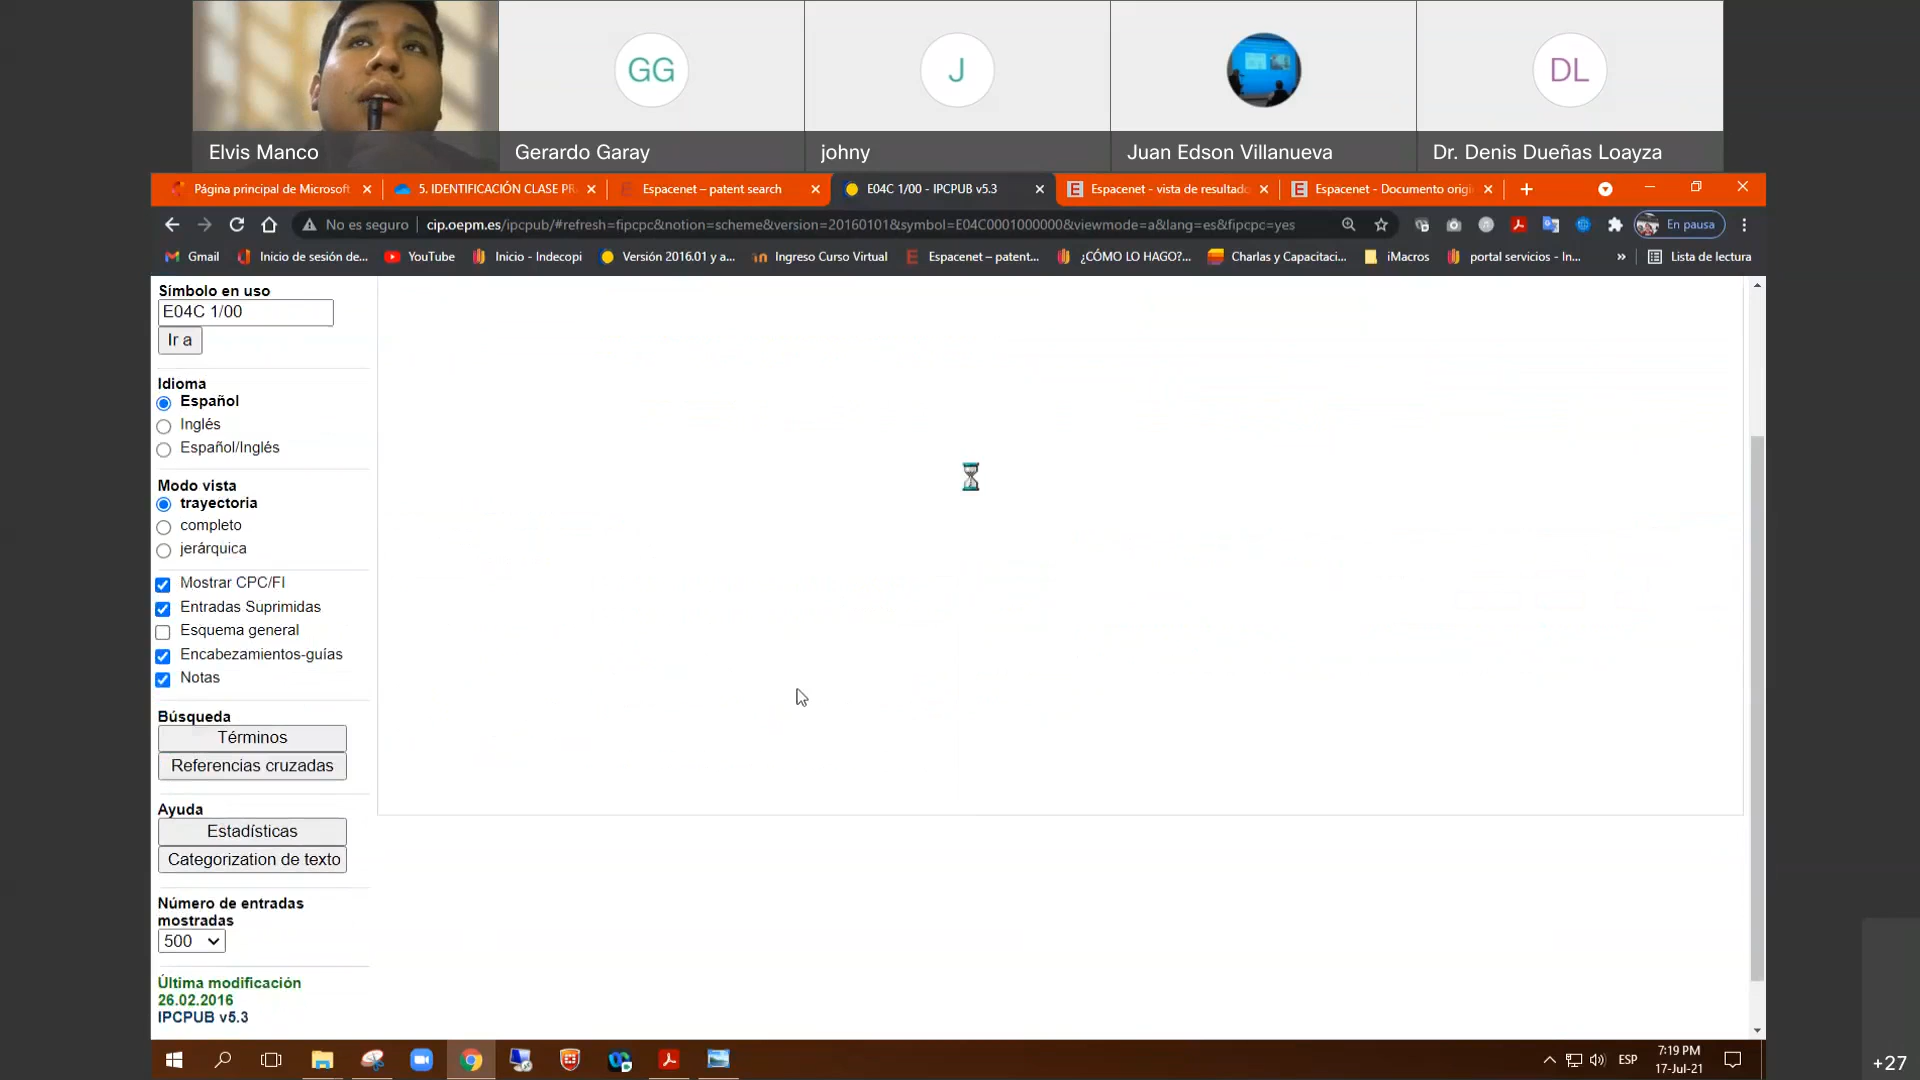 GG
J
DL
Elvis Manco
Gerardo Garay
johny
Juan Edson Villanueva
Dr. Denis Dueñas Loayza
Página principal de Microsoft
5. IDENTIFICACIÓN CLASE PR
Espacenet – patent search
E04C 1/00 - IPCPUB v5.3
Espacenet - vista de resultado
Espacenet - Documento origi
No es seguro
cip.oepm.es/ipcpub/#refresh=fipcpc&notion=scheme&version=20160101&symbol=E04C0001000000&viewmode=a&lang=es&fipcpc=yes
En pausa
Gmail
Inicio de sesión de...
YouTube
Inicio - Indecopi
Versión 2016.01 y a...
Ingreso Curso Virtual
Espacenet – patent...
¿CÓMO LO HAGO?...
Charlas y Capacitaci...
iMacros
portal servicios - In...
»
Lista de lectura
Símbolo en uso
E04C 1/00
Ir a
Idioma
Español
Inglés
Español/Inglés
Modo vista
trayectoria
completo
jerárquica
Mostrar CPC/FI
Entradas Suprimidas
Esquema general
Encabezamientos-guías
Notas
Búsqueda
Términos
Referencias cruzadas
Ayuda
Estadísticas
Categorization de texto
Número de entradas
mostradas
500
Última modificación
26.02.2016
IPCPUB v5.3
ESP
7:19 PM
17-Jul-21
+27